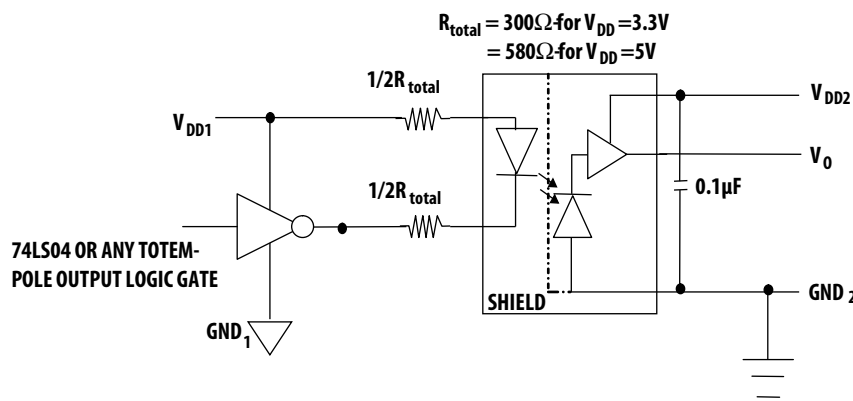 R_total = 300Ω-for V_DD =3.3V
= 580Ω-for V_DD =5V
1/2R_total
V_DD1
V_DD2
V_0
1/2R_total
0.1µF
74LS04 OR ANY TOTEM-
POLE OUTPUT LOGIC GATE
GND_1
SHIELD
GND_2